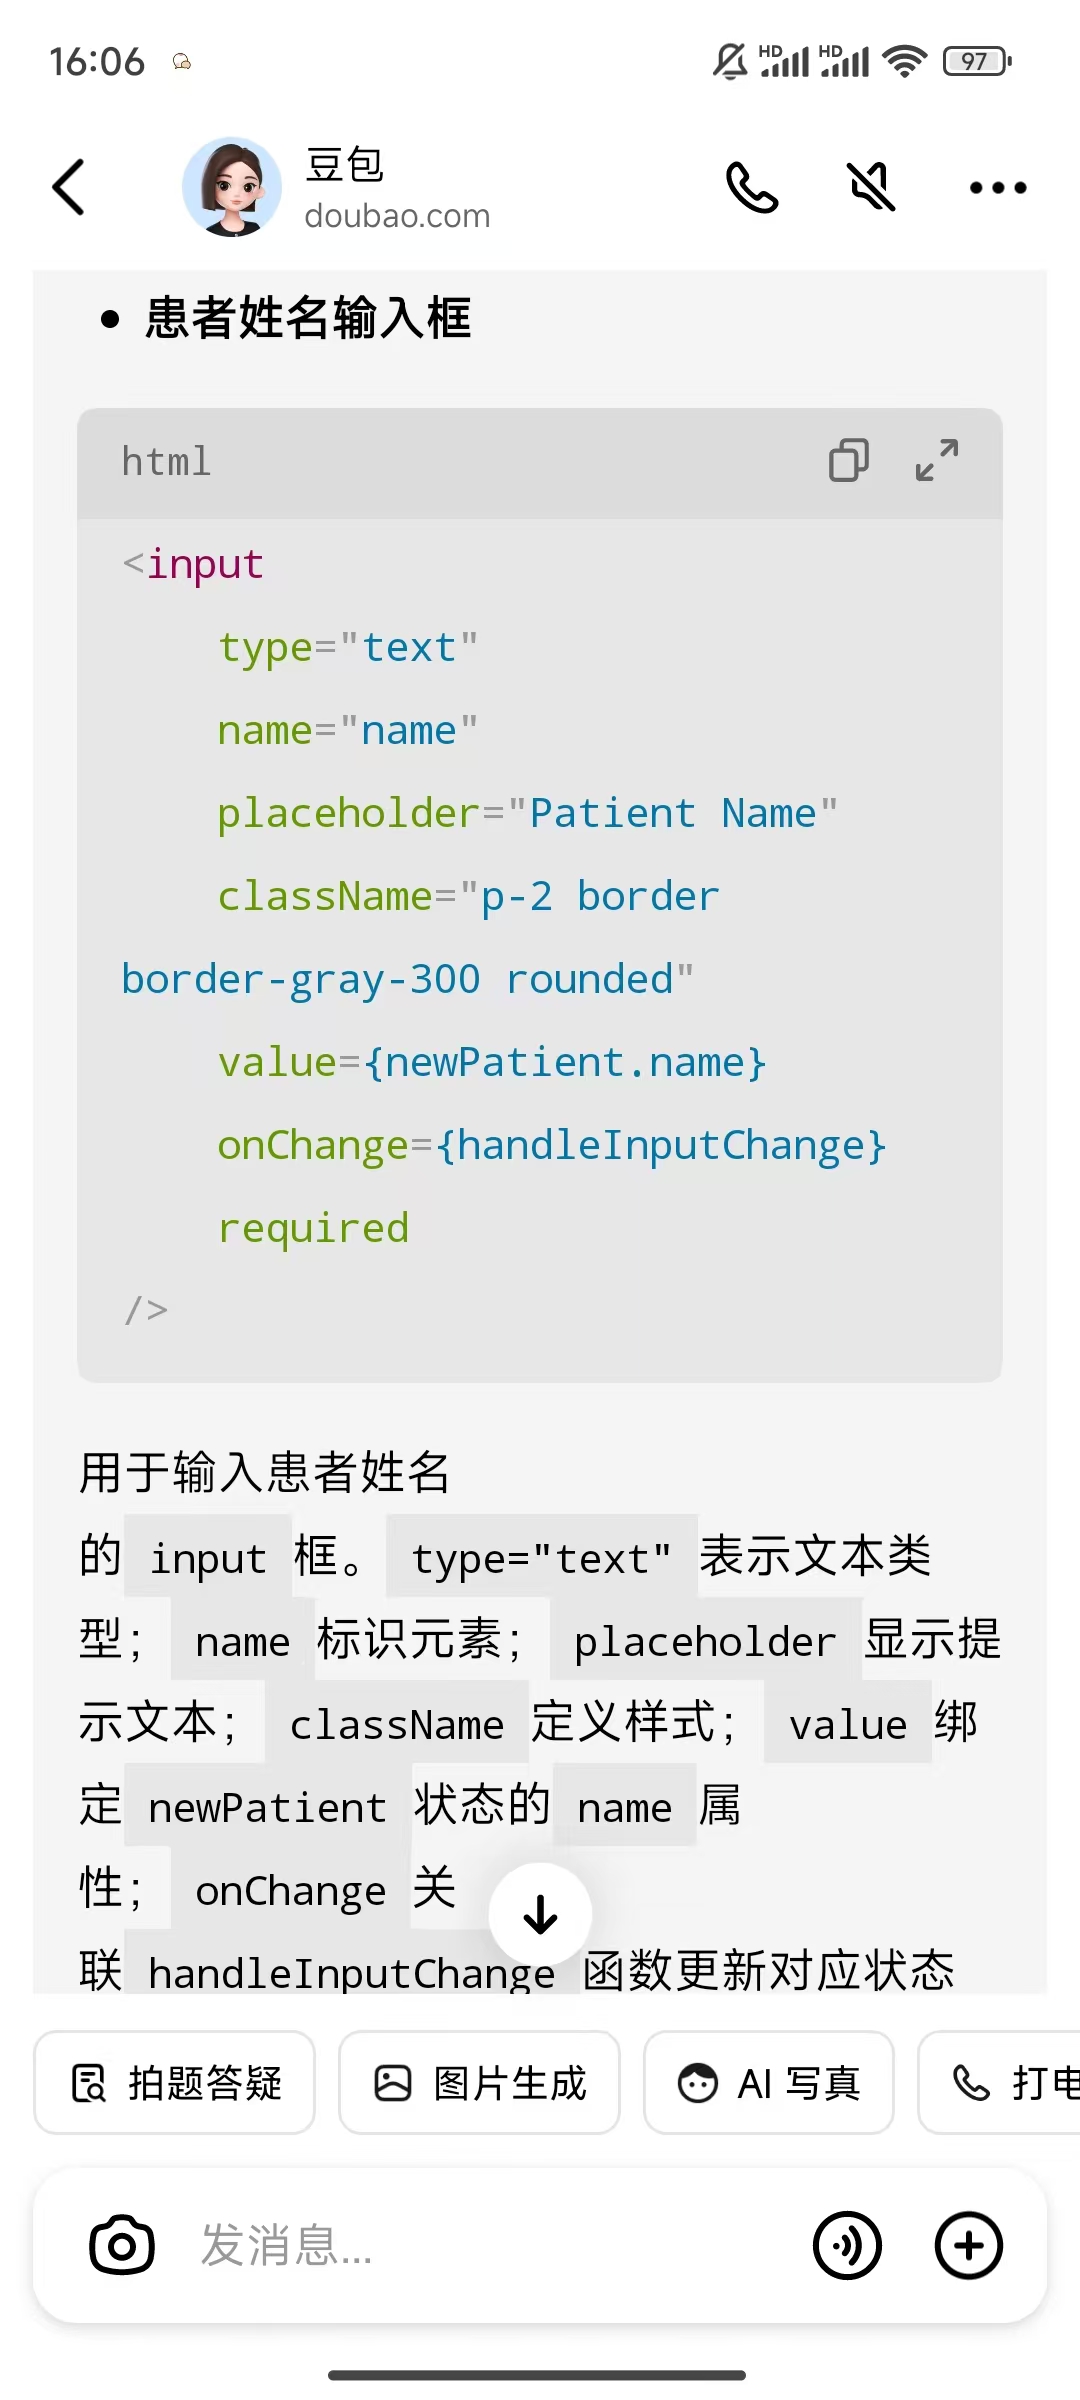 16:06
HD HD 97
豆包
doubao.com
• 患者姓名输入框
html
<input
type="text"
name="name"
placeholder="Patient Name"
className="p-2 border
border-gray-300 rounded"
value={newPatient.name}
onChange={handleInputChange}
required
/>
用于输入患者姓名
的 input 框。 type="text" 表示文本类
型； name 标识元素； placeholder 显示提
示文本； className 定义样式； value 绑
定 newPatient 状态的 name 属
性； onChange 关
联 handleInputChange 函数更新对应状态
拍题答疑 图片生成 AI 写真 打电
发消息...